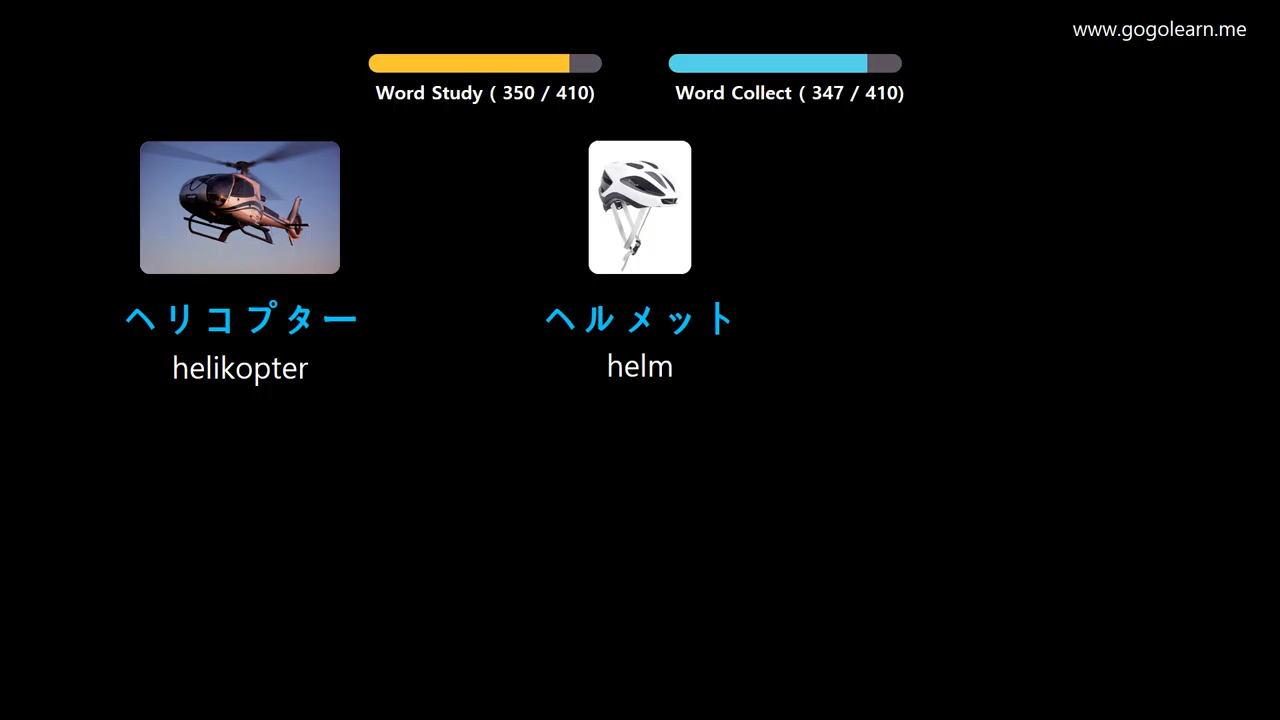 www.gogolearn.me
Word Study ( 350 / 410)
Word Collect ( 347 / 410)
ヘリコプター
ヘルメット
helikopter
helm